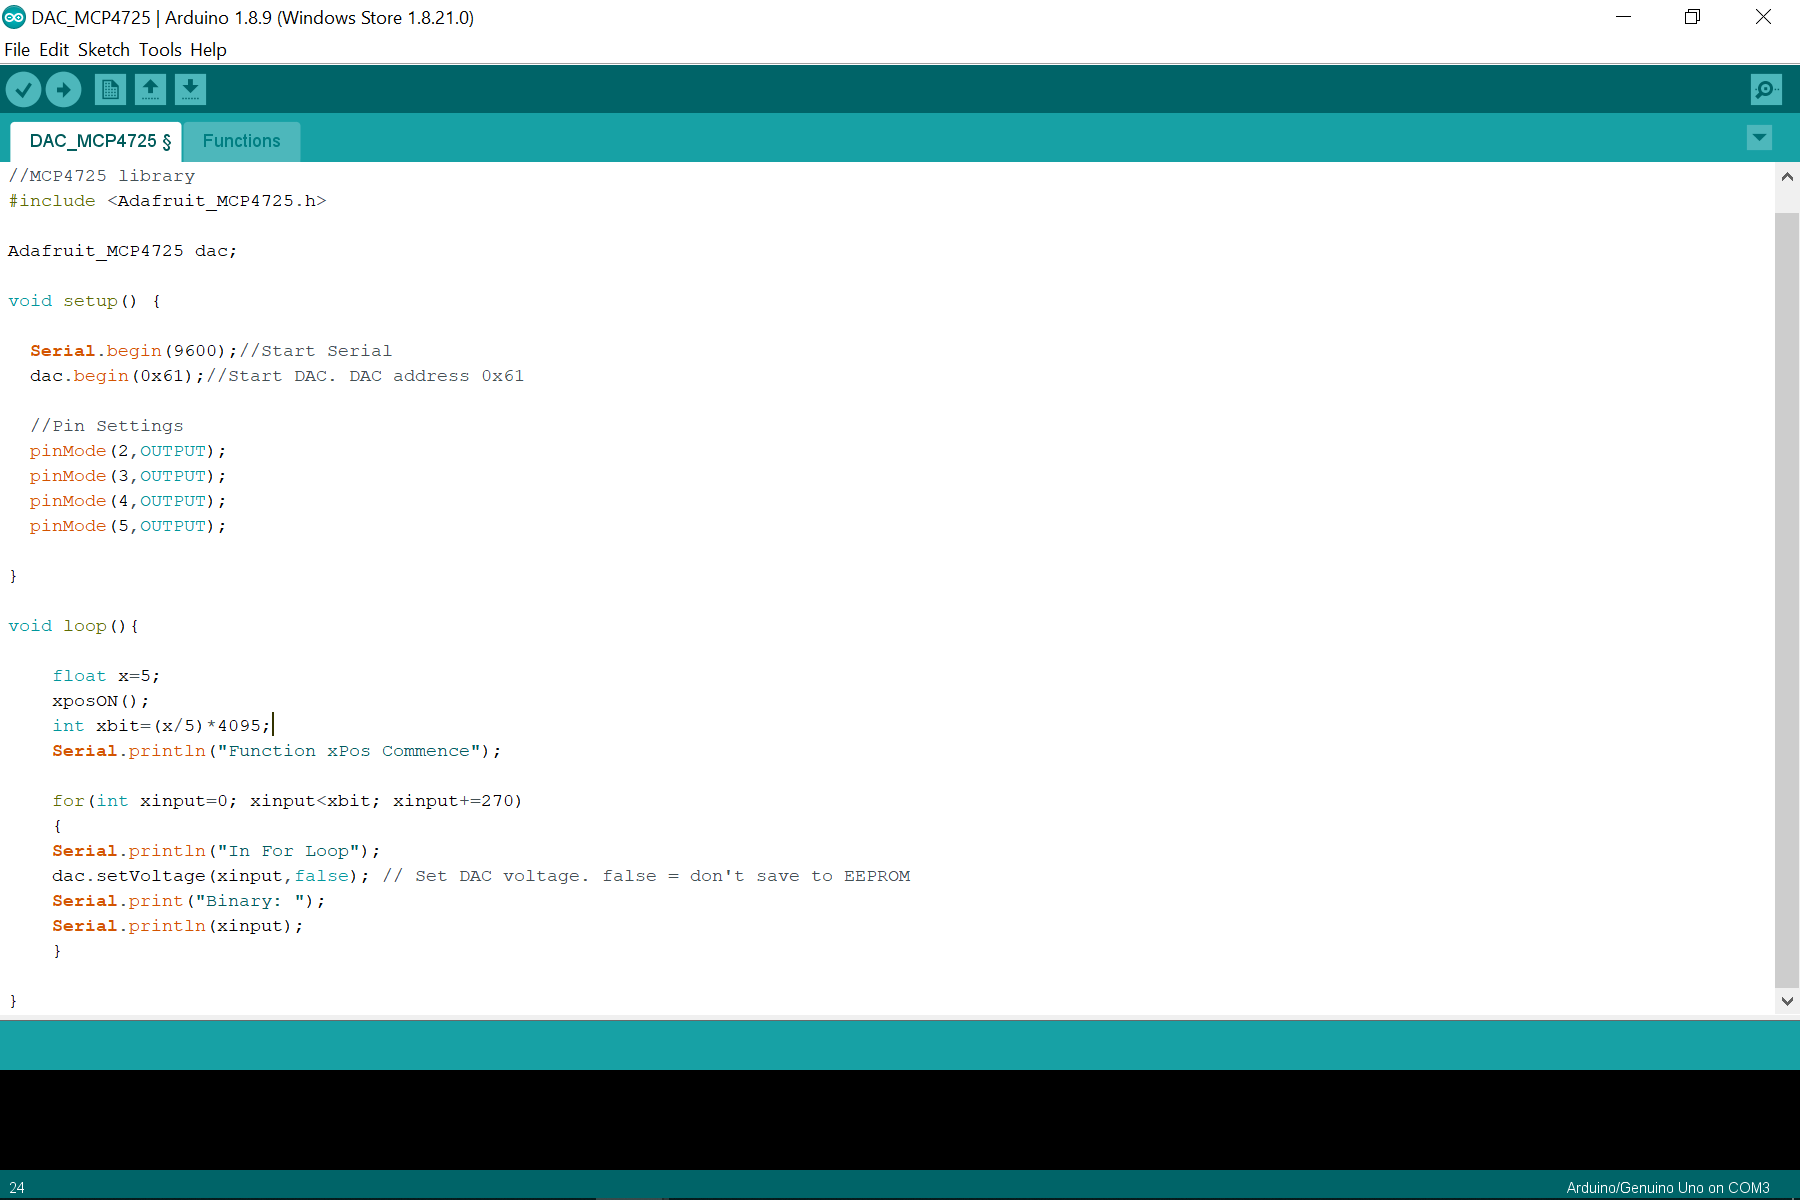 DAC_MCP4725 | Arduino 1.8.9 (Windows Store 1.8.21.0)
File Edit Sketch Tools Help
DAC_MCP4725 § Functions
//MCP4725 library
#include <Adafruit_MCP4725.h>
Adafruit_MCP4725 dac;
void setup() {
Serial.begin(9600);//Start Serial
dac.begin(0x61);//Start DAC. DAC address 0x61
//Pin Settings
pinMode(2,OUTPUT);
pinMode(3,OUTPUT);
pinMode(4,OUTPUT);
pinMode(5,OUTPUT);
}
void loop(){
float x=5;
xposON();
int xbit=(x/5)*4095;
Serial.println("Function xPos Commence");
for(int xinput=0; xinput<xbit; xinput+=270)
{
Serial.println("In For Loop");
dac.setVoltage(xinput,false); // Set DAC voltage. false = don't save to EEPROM
Serial.print("Binary: ");
Serial.println(xinput);
}
}
24 Arduino/Genuino Uno on COM3